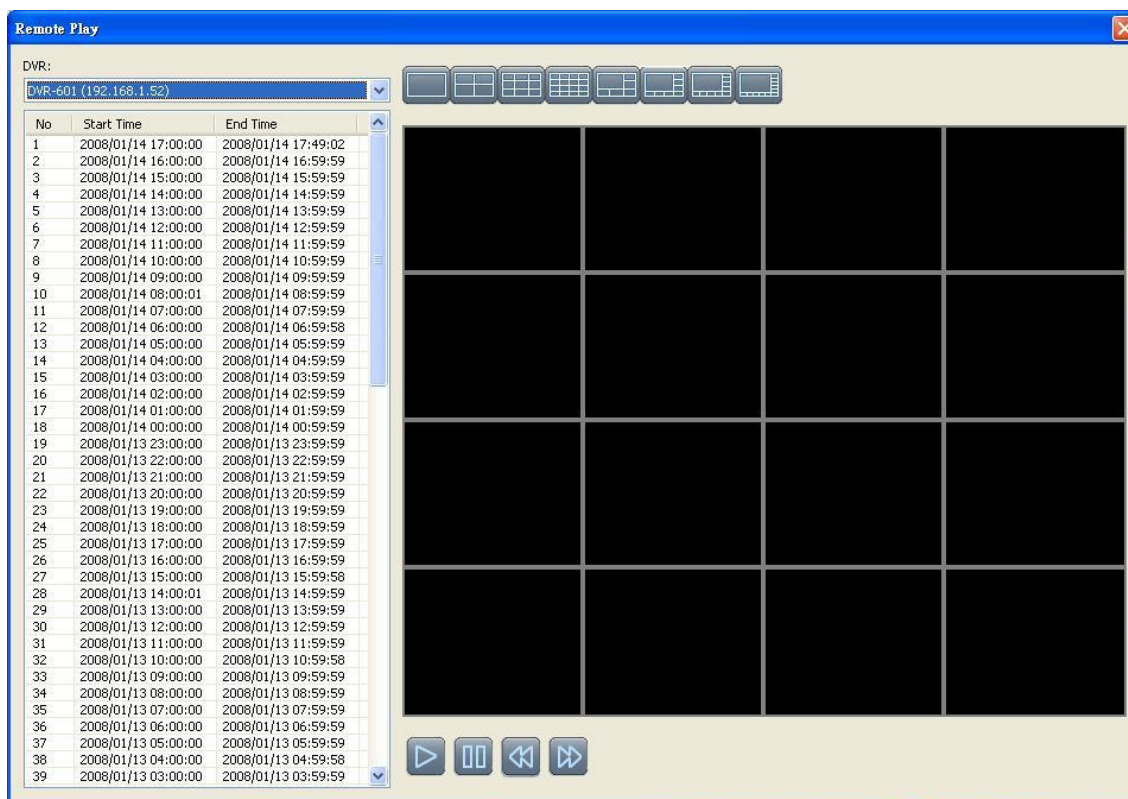 Remote Play
DVR:
DVR-601 (192.168.1.52)
No Start Time End Time
1 2008/01/14 17:00:00 2008/01/14 17:49:02
2 2008/01/14 16:00:00 2008/01/14 16:59:59
3 2008/01/14 15:00:00 2008/01/14 15:59:59
4 2008/01/14 14:00:00 2008/01/14 14:59:59
5 2008/01/14 13:00:00 2008/01/14 13:59:59
6 2008/01/14 12:00:00 2008/01/14 12:59:59
7 2008/01/14 11:00:00 2008/01/14 11:59:59
8 2008/01/14 10:00:00 2008/01/14 10:59:59
9 2008/01/14 09:00:00 2008/01/14 09:59:59
10 2008/01/14 08:00:01 2008/01/14 08:59:59
11 2008/01/14 07:00:00 2008/01/14 07:59:59
12 2008/01/14 06:00:00 2008/01/14 06:59:58
13 2008/01/14 05:00:00 2008/01/14 05:59:59
14 2008/01/14 04:00:00 2008/01/14 04:59:59
15 2008/01/14 03:00:00 2008/01/14 03:59:59
16 2008/01/14 02:00:00 2008/01/14 02:59:59
17 2008/01/14 01:00:00 2008/01/14 01:59:59
18 2008/01/14 00:00:00 2008/01/14 00:59:59
19 2008/01/13 23:00:00 2008/01/13 23:59:59
20 2008/01/13 22:00:00 2008/01/13 22:59:59
21 2008/01/13 21:00:00 2008/01/13 21:59:59
22 2008/01/13 20:00:00 2008/01/13 20:59:59
23 2008/01/13 19:00:00 2008/01/13 19:59:59
24 2008/01/13 18:00:00 2008/01/13 18:59:59
25 2008/01/13 17:00:00 2008/01/13 17:59:59
26 2008/01/13 16:00:00 2008/01/13 16:59:59
27 2008/01/13 15:00:00 2008/01/13 15:59:58
28 2008/01/13 14:00:01 2008/01/13 14:59:59
29 2008/01/13 13:00:00 2008/01/13 13:59:59
30 2008/01/13 12:00:00 2008/01/13 12:59:59
31 2008/01/13 11:00:00 2008/01/13 11:59:59
32 2008/01/13 10:00:00 2008/01/13 10:59:58
33 2008/01/13 09:00:00 2008/01/13 09:59:59
34 2008/01/13 08:00:00 2008/01/13 08:59:59
35 2008/01/13 07:00:00 2008/01/13 07:59:59
36 2008/01/13 06:00:00 2008/01/13 06:59:59
37 2008/01/13 05:00:00 2008/01/13 05:59:59
38 2008/01/13 04:00:00 2008/01/13 04:59:58
39 2008/01/13 03:00:00 2008/01/13 03:59:59